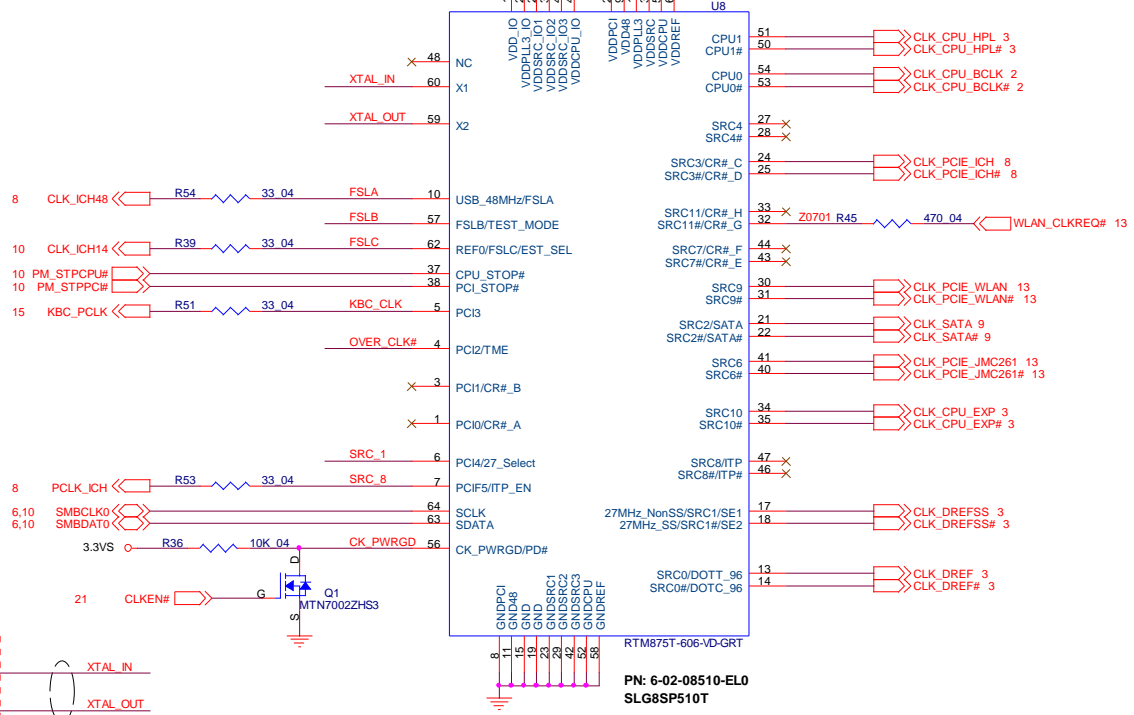 U8
VDD_IO
VDDPLL3_IO
VDDSRC_IO1
VDDSRC_IO2
VDDSRC_IO3
VDDCPU_IO
VDDPCI
VDD48
VDDPLL3
VDDSRC
VDDCPU
VDDREF
48 NC
XTAL_IN 60 X1
XTAL_OUT 59 X2
8 CLK_ICH48 R54 33_04 FSLA 10 USB_48MHz/FSLA
FSLB 57 FSLB/TEST_MODE
10 CLK_ICH14 R39 33_04 FSLC 62 REF0/FSLC/EST_SEL
10 PM_STPCPU# 37 CPU_STOP#
10 PM_STPPCI# 38 PCI_STOP#
15 KBC_PCLK R51 33_04 KBC_CLK 5 PCI3
OVER_CLK# 4 PCI2/TME
3 PCI1/CR#_B
1 PCI0/CR#_A
SRC_1 6 PCI4/27_Select
8 PCLK_ICH R53 33_04 SRC_8 7 PCIF5/ITP_EN
6,10 SMBCLK0 64 SCLK
6,10 SMBDAT0 63 SDATA
3.3VS R36 10K_04 CK_PWRGD 56 CK_PWRGD/PD#
D
21 CLKEN# G Q1
MTN7002ZHS3
S
CPU1 51 CLK_CPU_HPL 3
CPU1# 50 CLK_CPU_HPL# 3
CPU0 54 CLK_CPU_BCLK 2
CPU0# 53 CLK_CPU_BCLK# 2
SRC4 27
SRC4# 28
SRC3/CR#_C 24 CLK_PCIE_ICH 8
SRC3#/CR#_D 25 CLK_PCIE_ICH# 8
SRC11/CR#_H 33
SRC11#/CR#_G 32 Z0701 R45 470_04 WLAN_CLKREQ# 13
SRC7/CR#_F 44
SRC7#/CR#_E 43
SRC9 30 CLK_PCIE_WLAN 13
SRC9# 31 CLK_PCIE_WLAN# 13
SRC2/SATA 21 CLK_SATA 9
SRC2#/SATA# 22 CLK_SATA# 9
SRC6 41 CLK_PCIE_JMC261 13
SRC6# 40 CLK_PCIE_JMC261# 13
SRC10 34 CLK_CPU_EXP 3
SRC10# 35 CLK_CPU_EXP# 3
SRC8/ITP 47
SRC8#/ITP# 46
27MHz_NonSS/SRC1/SE1 17 CLK_DREFSS 3
27MHz_SS/SRC1#/SE2 18 CLK_DREFSS# 3
SRC0/DOTT_96 13 CLK_DREF 3
SRC0#/DOTC_96 14 CLK_DREF# 3
GNDPCI 8
GND48 11
GND 15
GND 19
GNDSRC1 23
GNDSRC2 29
GNDSRC3 42
GNDCPU 52
GNDREF 58
RTM875T-606-VD-GRT
PN: 6-02-08510-EL0
SLG8SP510T
XTAL_IN
XTAL_OUT